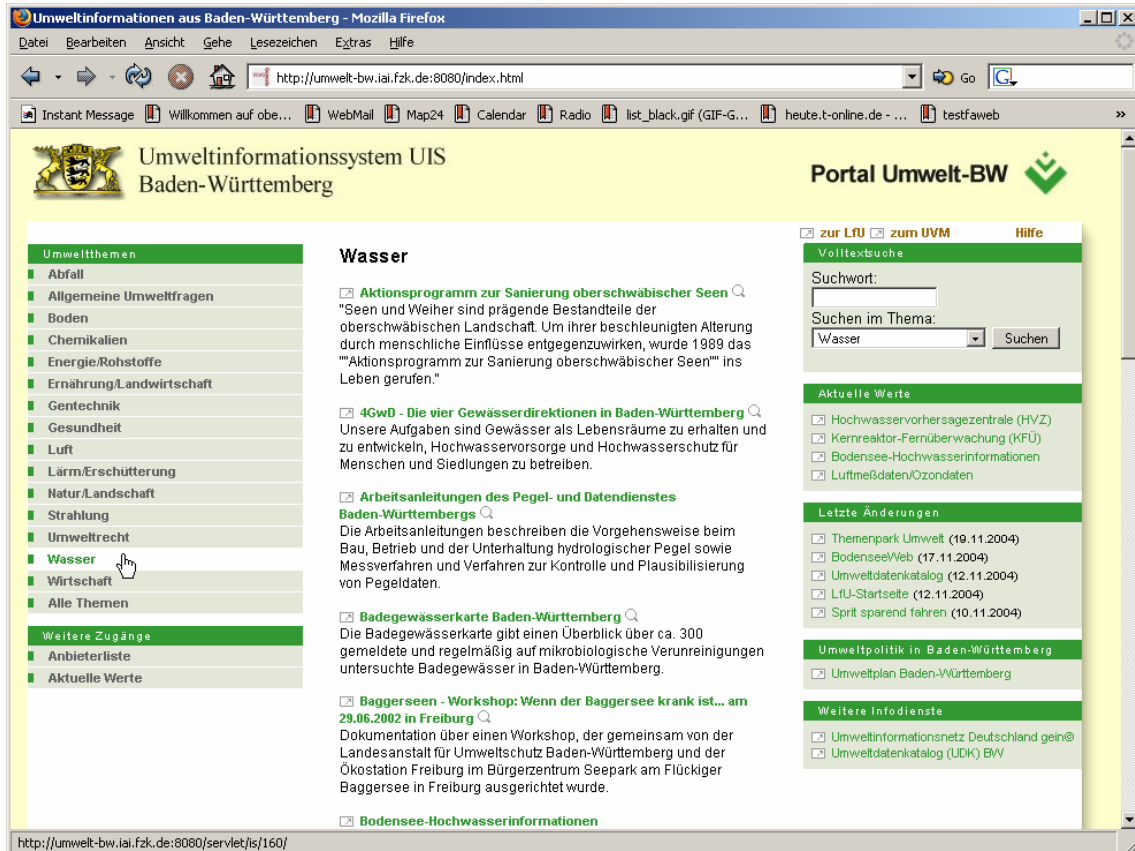 Umweltinformationen aus Baden-Württemberg - Mozilla Firefox
Datei Bearbeiten Ansicht Gehe Lesezeichen Extras Hilfe
http://umwelt-bw.iai.fzk.de:8080/index.html
Go
G
Instant Message Willkommen auf obe... WebMail Map24 Calendar Radio list_black.gif (GIF-G... heute.t-online.de - ... testfaweb »
Umweltinformationssystem UIS
Baden-Württemberg
Portal Umwelt-BW
Umweltthemen
Abfall
Allgemeine Umweltfragen
Boden
Chemikalien
Energie/Rohstoffe
Ernährung/Landwirtschaft
Gentechnik
Gesundheit
Luft
Lärm/Erschütterung
Natur/Landschaft
Strahlung
Umweltrecht
Wasser
Wirtschaft
Alle Themen
Weitere Zugänge
Anbieterliste
Aktuelle Werte
Wasser
Aktionsprogramm zur Sanierung oberschwäbischer Seen
"Seen und Weiher sind prägende Bestandteile der
oberschwäbischen Landschaft. Um ihrer beschleunigten Alterung
durch menschliche Einflüsse entgegenzuwirken, wurde 1989 das
""Aktionsprogramm zur Sanierung oberschwäbischer Seen"" ins
Leben gerufen."
4GwD - Die vier Gewässerdirektionen in Baden-Württemberg
Unsere Aufgaben sind Gewässer als Lebensräume zu erhalten und
zu entwickeln, Hochwasservorsorge und Hochwasserschutz für
Menschen und Siedlungen zu betreiben.
Arbeitsanleitungen des Pegel- und Datendienstes
Baden-Württembergs
Die Arbeitsanleitungen beschreiben die Vorgehensweise beim
Bau, Betrieb und der Unterhaltung hydrologischer Pegel sowie
Messverfahren und Verfahren zur Kontrolle und Plausibilisierung
von Pegeldaten.
Badegewässerkarte Baden-Württemberg
Die Badegewässerkarte gibt einen Überblick über ca. 300
gemeldete und regelmäßig auf mikrobiologische Verunreinigungen
untersuchte Badegewässer in Baden-Württemberg.
Baggerseen - Workshop: Wenn der Baggersee krank ist... am
29.06.2002 in Freiburg
Dokumentation über einen Workshop, der gemeinsam von der
Landesanstalt für Umweltschutz Baden-Württemberg und der
Ökostation Freiburg im Bürgerzentrum Seepark am Flückiger
Baggersee in Freiburg ausgerichtet wurde.
Bodensee-Hochwasserinformationen
zur LfU zum UVM Hilfe
Volltextsuche
Suchwort:
Suchen im Thema:
Wasser Suchen
Aktuelle Werte
Hochwasservorhersagezentrale (HVZ)
Kernreaktor-Fernüberwachung (KFÜ)
Bodensee-Hochwasserinformationen
Luftmeßdaten/Ozondaten
Letzte Änderungen
Themenpark Umwelt (19.11.2004)
BodenseeWeb (17.11.2004)
Umweltdatenkatalog (12.11.2004)
LfU-Startseite (12.11.2004)
Sprit sparend fahren (10.11.2004)
Umweltpolitik in Baden-Württemberg
Umweltplan Baden-Württemberg
Weitere Infodienste
Umweltinformationsnetz Deutschland gein®
Umweltdatenkatalog (UDK) BW
http://umwelt-bw.iai.fzk.de:8080/servlet/is/160/